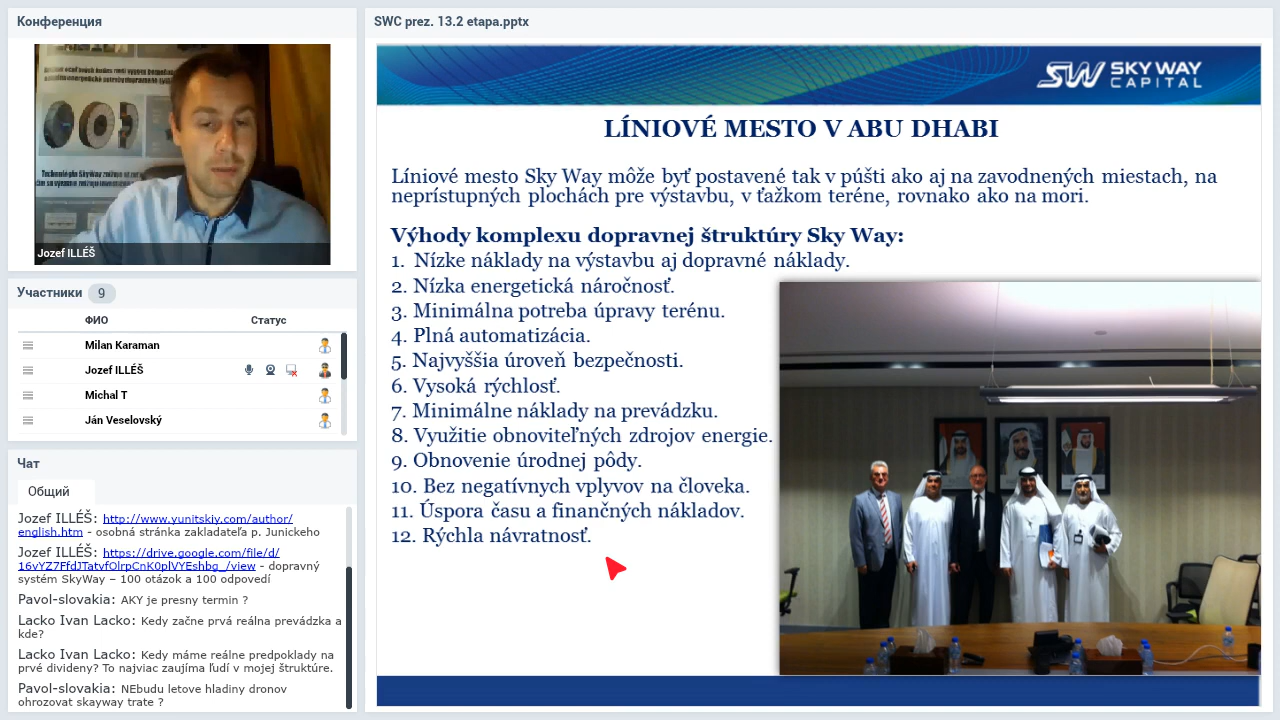 Конференция
Jozef ILLÉŠ
Участники 9
ФИО Статус
Milan Karaman
Jozef ILLÉŠ
Michal T
Ján Veselovský
Чат
Общий
Jozef ILLÉŠ: http://www.yunitskiy.com/author/
english.htm - osobná stránka zakladateľa p. Junickeho
Jozef ILLÉŠ: https://drive.google.com/file/d/
16vYZ7FfdJTatvfOlrpCnK0plVYEshbg_/view - dopravný
systém SkyWay – 100 otázok a 100 odpovedí
Pavol-slovakia: AKY je presny termin ?
Lacko Ivan Lacko: Kedy začne prvá reálna prevádzka a
kde?
Lacko Ivan Lacko: Kedy máme reálne predpoklady na
prvé divideny? To najviac zaujíma ľudí v mojej štruktúre.
Pavol-slovakia: NEbudu letove hladiny dronov
ohrozovat skayway trate ?
SWC prez. 13.2 etapa.pptx
SW SKY WAY
CAPITAL
LÍNIOVÉ MESTO V ABU DHABI
Líniové mesto Sky Way môže byť postavené tak v púšti ako aj na zavodnených miestach, na
neprístupných plochách pre výstavbu, v ťažkom teréne, rovnako ako na mori.
Výhody komplexu dopravnej štruktúry Sky Way:
1. Nízke náklady na výstavbu aj dopravné náklady.
2. Nízka energetická náročnosť.
3. Minimálna potreba úpravy terénu.
4. Plná automatizácia.
5. Najvyššia úroveň bezpečnosti.
6. Vysoká rýchlosť.
7. Minimálne náklady na prevádzku.
8. Využitie obnoviteľných zdrojov energie.
9. Obnovenie úrodnej pôdy.
10. Bez negatívnych vplyvov na človeka.
11. Úspora času a finančných nákladov.
12. Rýchla návratnosť.